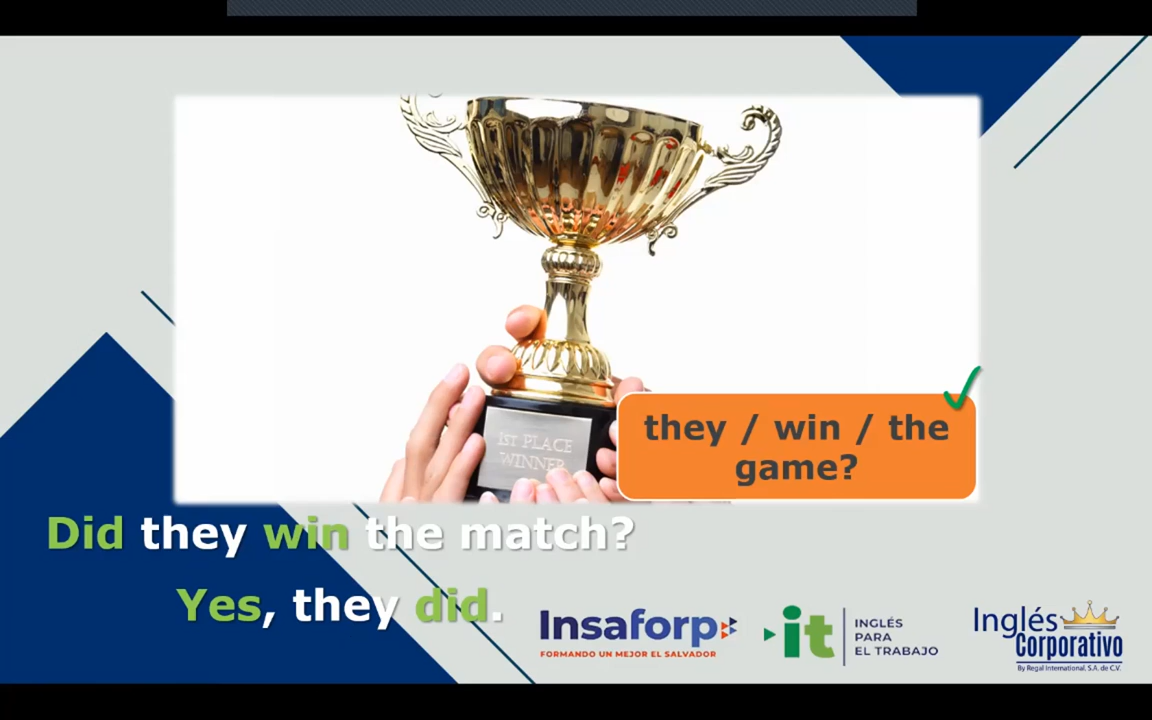 1ST PLACE
WINNER
they / win / the
game?
Did they win the match?
Yes, they did.
Insaforp
FORMANDO UN MEJOR EL SALVADOR
it
INGLÉS
PARA
EL TRABAJO
Inglés
Corporativo
By Regal International, S.A. de C.V.